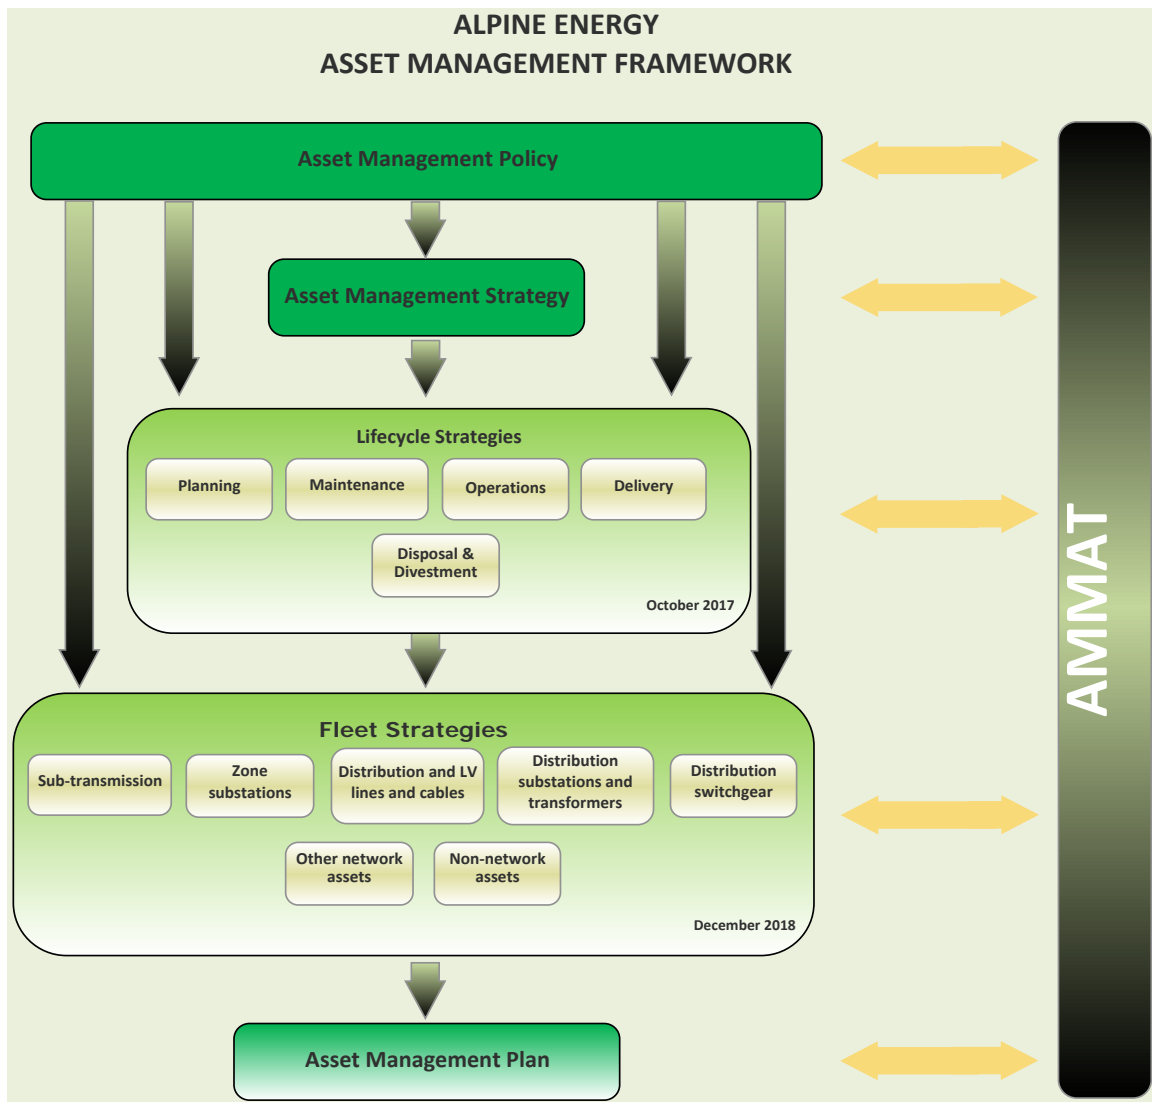 ALPINE ENERGY
ASSET MANAGEMENT FRAMEWORK
Asset Management Policy
Asset Management Strategy
Lifecycle Strategies
Planning
Maintenance
Operations
Delivery
Disposal &
Divestment
October 2017
Fleet Strategies
Sub-transmission
Zone
substations
Distribution and LV
lines and cables
Distribution
substations and
transformers
Distribution
switchgear
Other network
assets
Non-network
assets
December 2018
Asset Management Plan
AMMAT